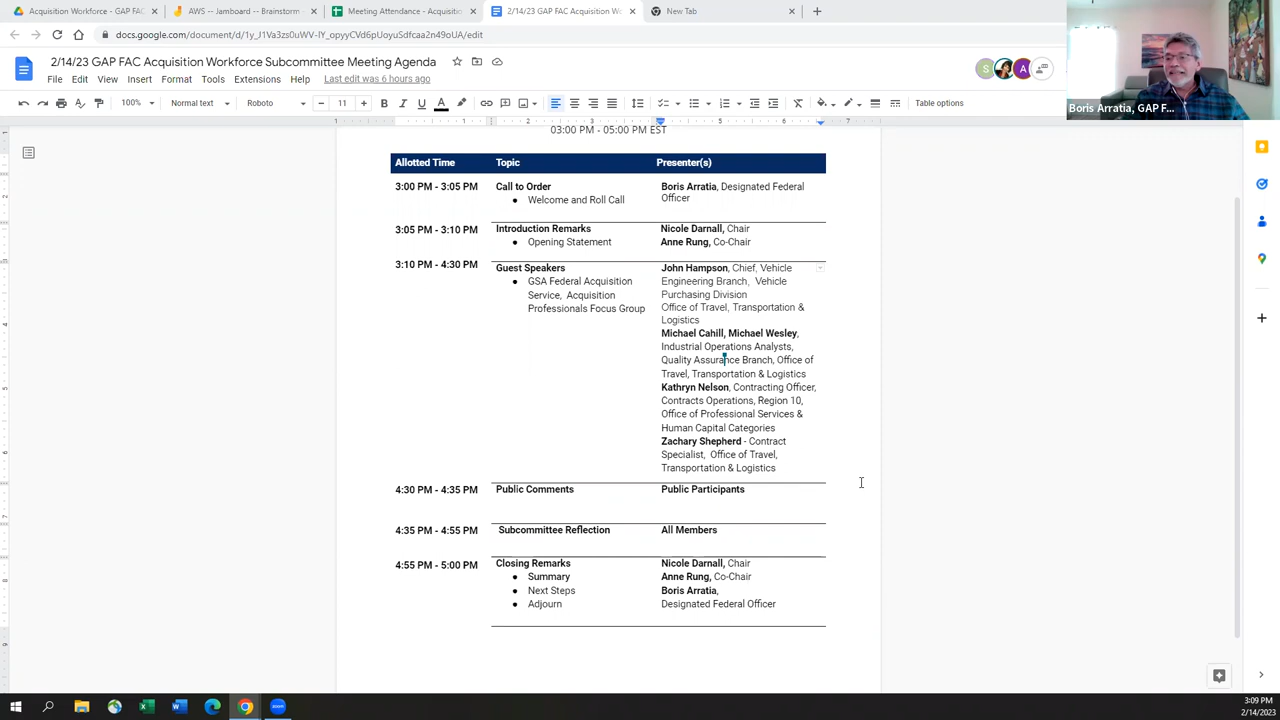 Acquisition Workforce - GAP FAC
AWS -- Jamboard -- Brainstorm
Meeting Attendance - Acquisitio
2/14/23 GAP FAC Acquisition Wo
New Tab
docs.google.com/document/d/
/edit
2/14/23 GAP FAC Acquisition Workforce Subcommittee Meeting Agenda
File Edit View Insert Format Tools Extensions Help Last edit was 6 hours ago
S A
100% Normal text Roboto 11 B I U A Table options
Boris Arratia, GAP F...
03:00 PM - 05:00 PM EST
Allotted Time Topic Presenter(s)
3:00 PM - 3:05 PM Call to Order Boris Arratia, Designated Federal
● Welcome and Roll Call Officer
3:05 PM - 3:10 PM Introduction Remarks Nicole Darnall, Chair
● Opening Statement Anne Rung, Co-Chair
3:10 PM - 4:30 PM Guest Speakers John Hampson, Chief, Vehicle
● GSA Federal Acquisition Engineering Branch, Vehicle
Service, Acquisition Purchasing Division
Professionals Focus Group Office of Travel, Transportation &
Logistics
Michael Cahill, Michael Wesley,
Industrial Operations Analysts,
Quality Assurance Branch, Office of
Travel, Transportation & Logistics
Kathryn Nelson, Contracting Officer,
Contracts Operations, Region 10,
Office of Professional Services &
Human Capital Categories
Zachary Shepherd - Contract
Specialist, Office of Travel,
Transportation & Logistics
4:30 PM - 4:35 PM Public Comments Public Participants
4:35 PM - 4:55 PM Subcommittee Reflection All Members
4:55 PM - 5:00 PM Closing Remarks Nicole Darnall, Chair
● Summary Anne Rung, Co-Chair
● Next Steps Boris Arratia,
● Adjourn Designated Federal Officer
3:09 PM
2/14/2023